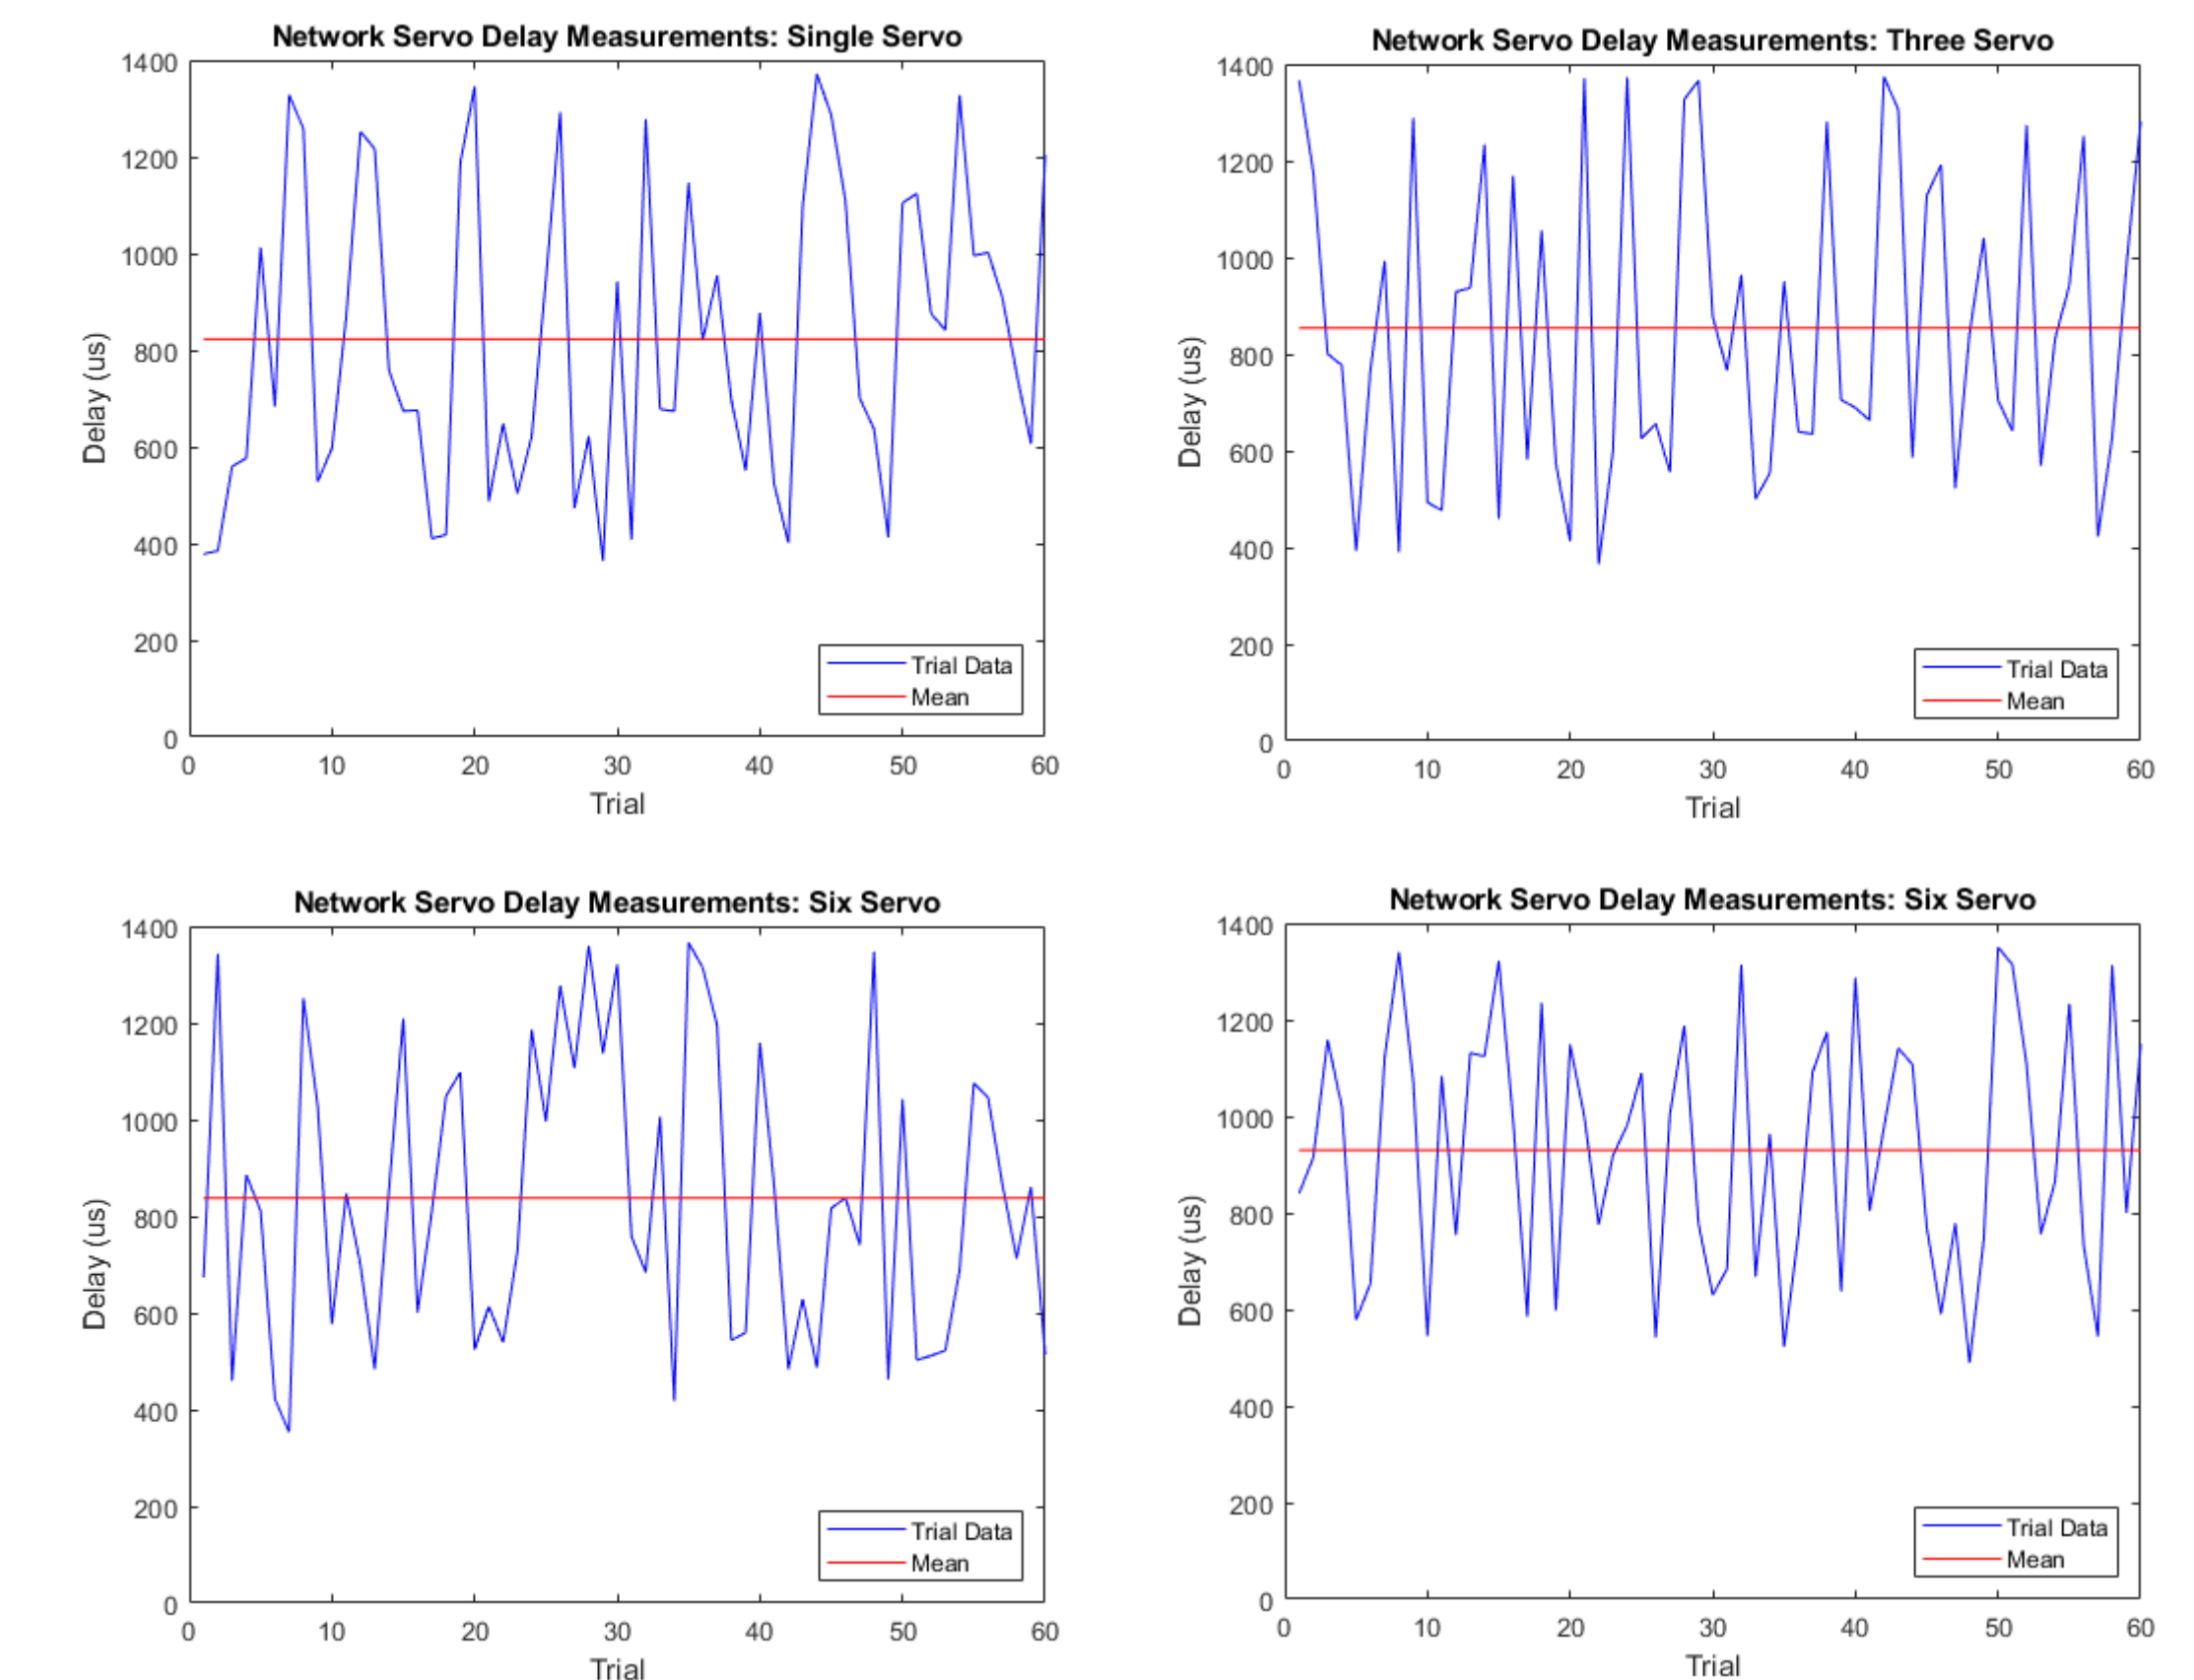 Network Servo Delay Measurements: Single Servo
1400
1200
1000
800
600
400
200
0
Delay (us)
0 10 20 30 40 50 60
Trial
Trial Data
Mean
Network Servo Delay Measurements: Three Servo
1400
1200
1000
800
600
400
200
0
Delay (us)
0 10 20 30 40 50 60
Trial
Trial Data
Mean
Network Servo Delay Measurements: Six Servo
1400
1200
1000
800
600
400
200
0
Delay (us)
0 10 20 30 40 50 60
Trial
Trial Data
Mean
Network Servo Delay Measurements: Six Servo
1400
1200
1000
800
600
400
200
0
Delay (us)
0 10 20 30 40 50 60
Trial
Trial Data
Mean